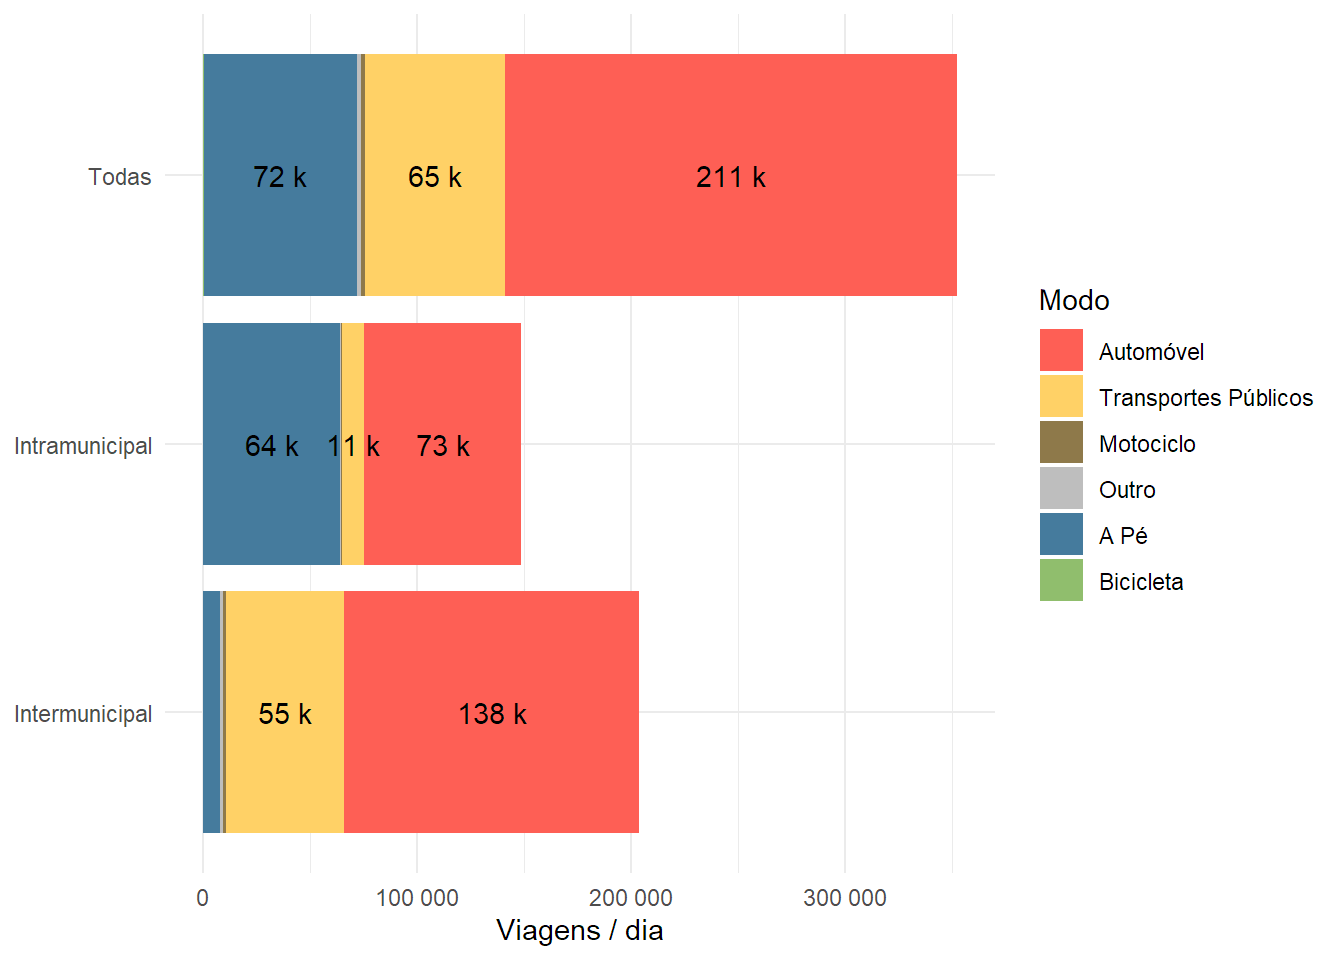 Todas
72 k
65 k
211 k
Intramunicipal
64 k
11 k
73 k
Intermunicipal
55 k
138 k
0
100 000
200 000
300 000
Viagens / dia
Modo
Automóvel
Transportes Públicos
Motociclo
Outro
A Pé
Bicicleta